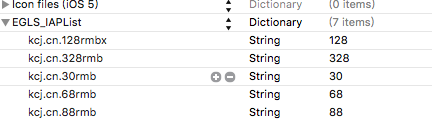 Icon files (iOS 5) Dictionary (0 items)
EGLS_IAPList Dictionary (7 items)
kcj.cn.128rmbx String 128
kcj.cn.328rmb String 328
kcj.cn.30rmb String 30
kcj.cn.68rmb String 68
kcj.cn.88rmb String 88